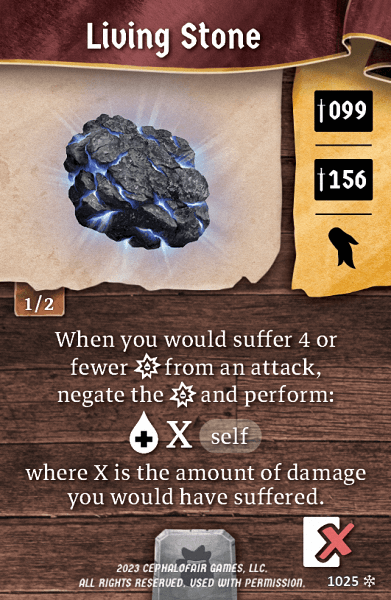 Living Stone
099
156
1/2
When you would suffer 4 or
fewer from an attack,
negate the and perform:
X self
where X is the amount of damage
you would have suffered.
2023 CEPHALOFAIR GAMES, LLC.
ALL RIGHTS RESERVED. USED WITH PERMISSION.
1025